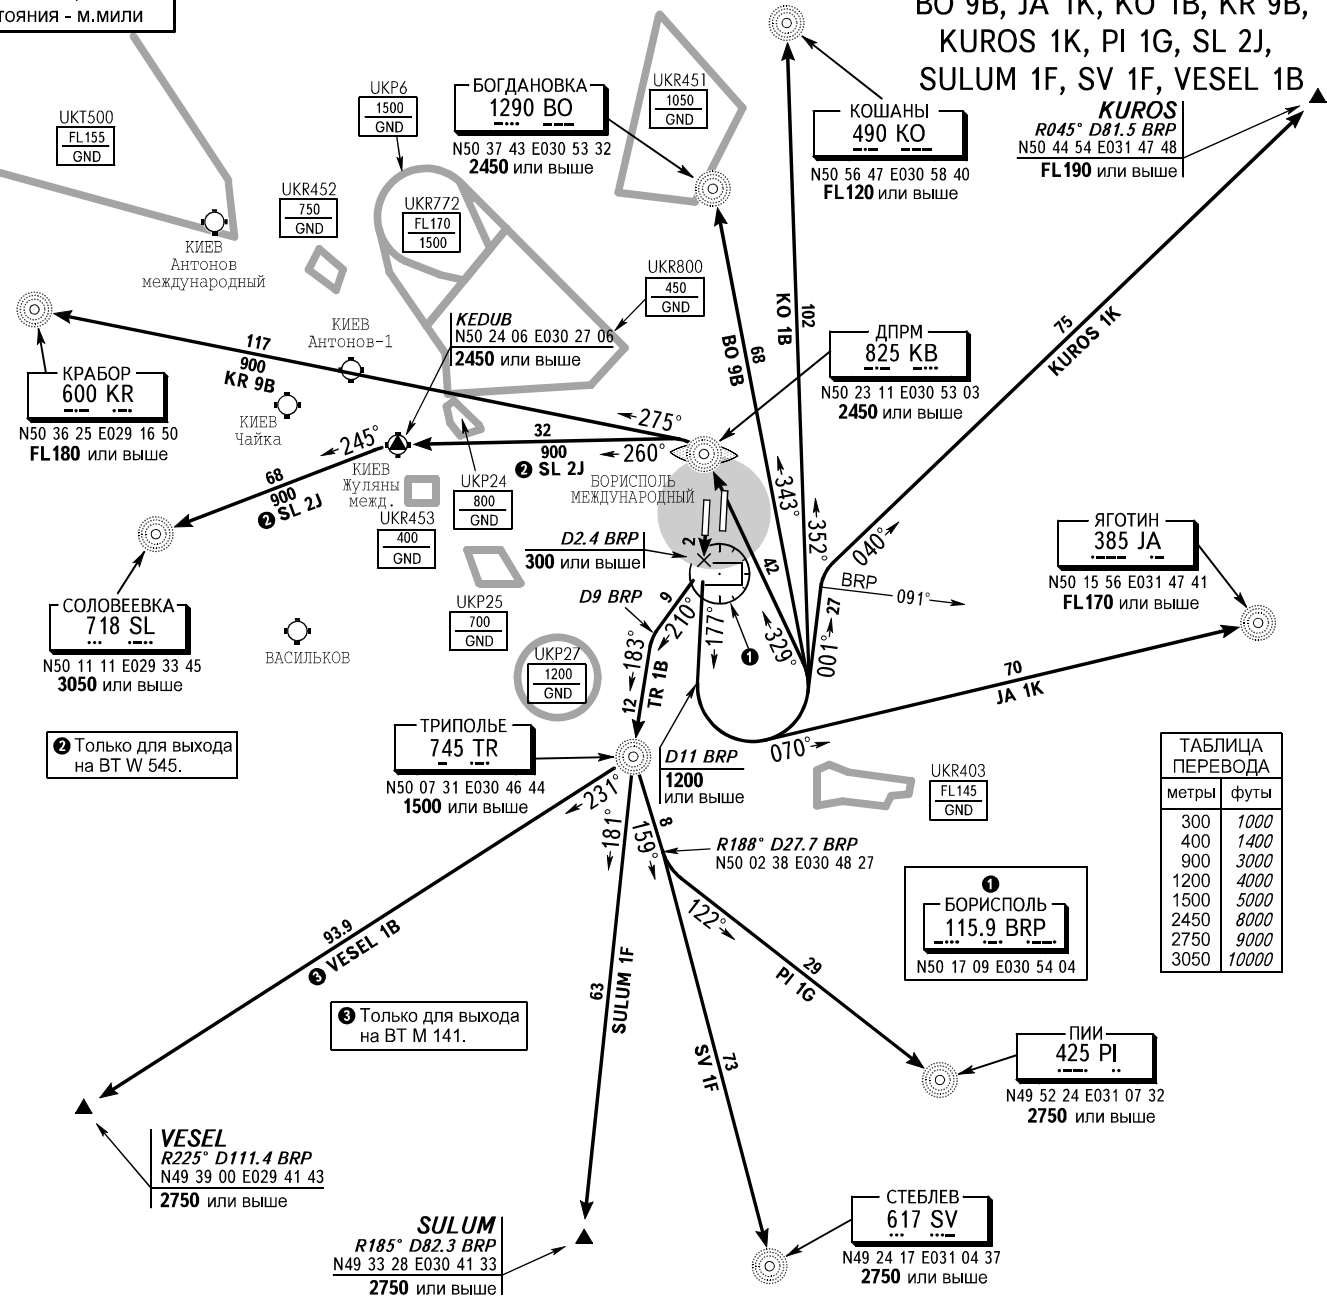 тояния - м.мили
BO 9B, JA 1K, KO 1B, KR 9B,
KUROS 1K, PI 1G, SL 2J,
SULUM 1F, SV 1F, VESEL 1B
UKT500
FL155
GND
UKP6
1500
GND
БОГДАНОВКА
1290 BO
N50 37 43 E030 53 32
2450 или выше
UKR451
1050
GND
КОШАНЫ
490 KO
N50 56 47 E030 58 40
FL120 или выше
KUROS
R045° D81.5 BRP
N50 44 54 E031 47 48
FL190 или выше
UKR452
750
GND
UKR772
FL170
1500
КИЕВ
Антонов
международный
UKR800
450
GND
KEDUB
N50 24 06 E030 27 06
2450 или выше
КИЕВ
Антонов-1
ДПРМ
825 KB
N50 23 11 E030 53 03
2450 или выше
102
KO 1B
68
BO 9B
75
KUROS 1K
117
900
KR 9B
КРАБОР
600 KR
N50 36 25 E029 16 50
FL180 или выше
КИЕВ
Чайка
275°
32
900
260°
2 SL 2J
245°
68
900
2 SL 2J
КИЕВ
Жуляны
межд.
UKP24
800
GND
UKR453
400
GND
БОРИСПОЛЬ
МЕЖДУНАРОДНЫЙ
343°
352°
040°
D2.4 BRP
300 или выше
2
42
BRP
091°
ЯГОТИН
385 JA
N50 15 56 E031 47 41
FL170 или выше
СОЛОВЕЕВКА
718 SL
N50 11 11 E029 33 45
3050 или выше
UKP25
700
GND
D9 BRP
9
210°
177°
1
329°
001°
27
ВАСИЛЬКОВ
UKP27
1200
GND
183°
12
TR 1B
70
JA 1K
070°
2 Только для выхода
на ВТ W 545.
ТРИПОЛЬЕ
745 TR
N50 07 31 E030 46 44
1500 или выше
D11 BRP
1200
или выше
UKR403
FL145
GND
ТАБЛИЦА
ПЕРЕВОДА
метры футы
300 1000
400 1400
900 3000
1200 4000
1500 5000
2450 8000
2750 9000
3050 10000
231°
181°
159°
8
R188° D27.7 BRP
N50 02 38 E030 48 27
1
БОРИСПОЛЬ
115.9 BRP
N50 17 09 E030 54 04
122°
93.9
3 VESEL 1B
63
SULUM 1F
29
PI 1G
73
SV 1F
3 Только для выхода
на ВТ M 141.
ПИИ
425 PI
N49 52 24 E031 07 32
2750 или выше
VESEL
R225° D111.4 BRP
N49 39 00 E029 41 43
2750 или выше
SULUM
R185° D82.3 BRP
N49 33 28 E030 41 33
2750 или выше
СТЕБЛЕВ
617 SV
N49 24 17 E031 04 37
2750 или выше